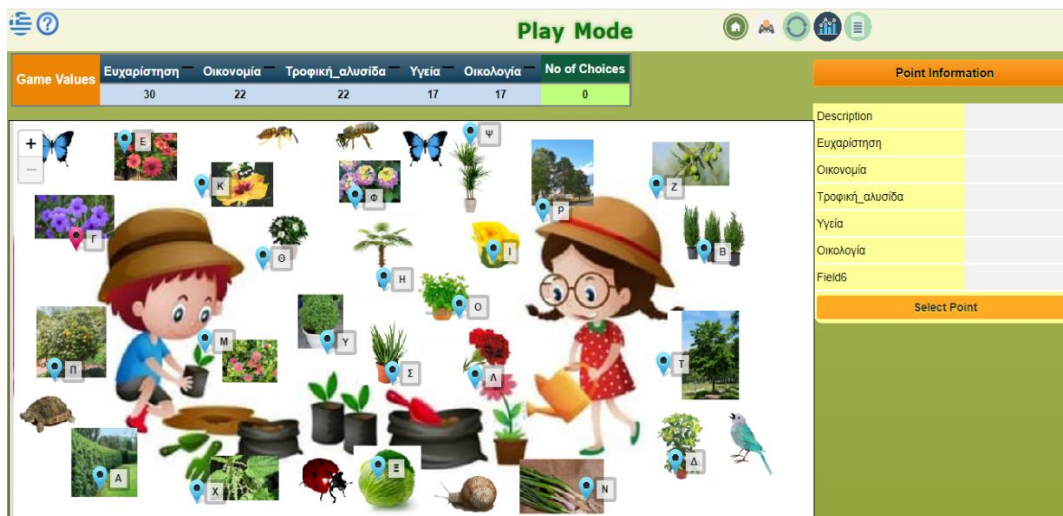 Play Mode
Game Values
Ευχαρίστηση Οικονομία Τροφική_αλυσίδα Υγεία Οικολογία No of Choices
30 22 22 17 17 0
Point Information
Description
Ευχαρίστηση
Οικονομία
Τροφική_αλυσίδα
Υγεία
Οικολογία
Field6
Select Point
+
−
Ε
Ψ
Κ
Φ
Ζ
Ρ
Γ
Θ
Ι
Β
Η
Ο
Μ
Υ
Π
Σ
Λ
Τ
Α
Χ
Ξ
Ν
Δ